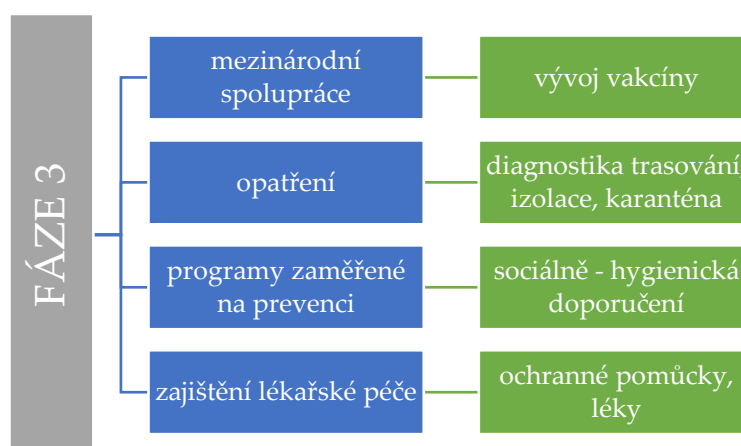 FÁZE 3
mezinárodní
spolupráce
vývoj vakcíny
opatření
diagnostika trasování,
izolace, karanténa
programy zaměřené
na prevenci
sociálně - hygienická
doporučení
zajištění lékařské péče
ochranné pomůcky,
léky